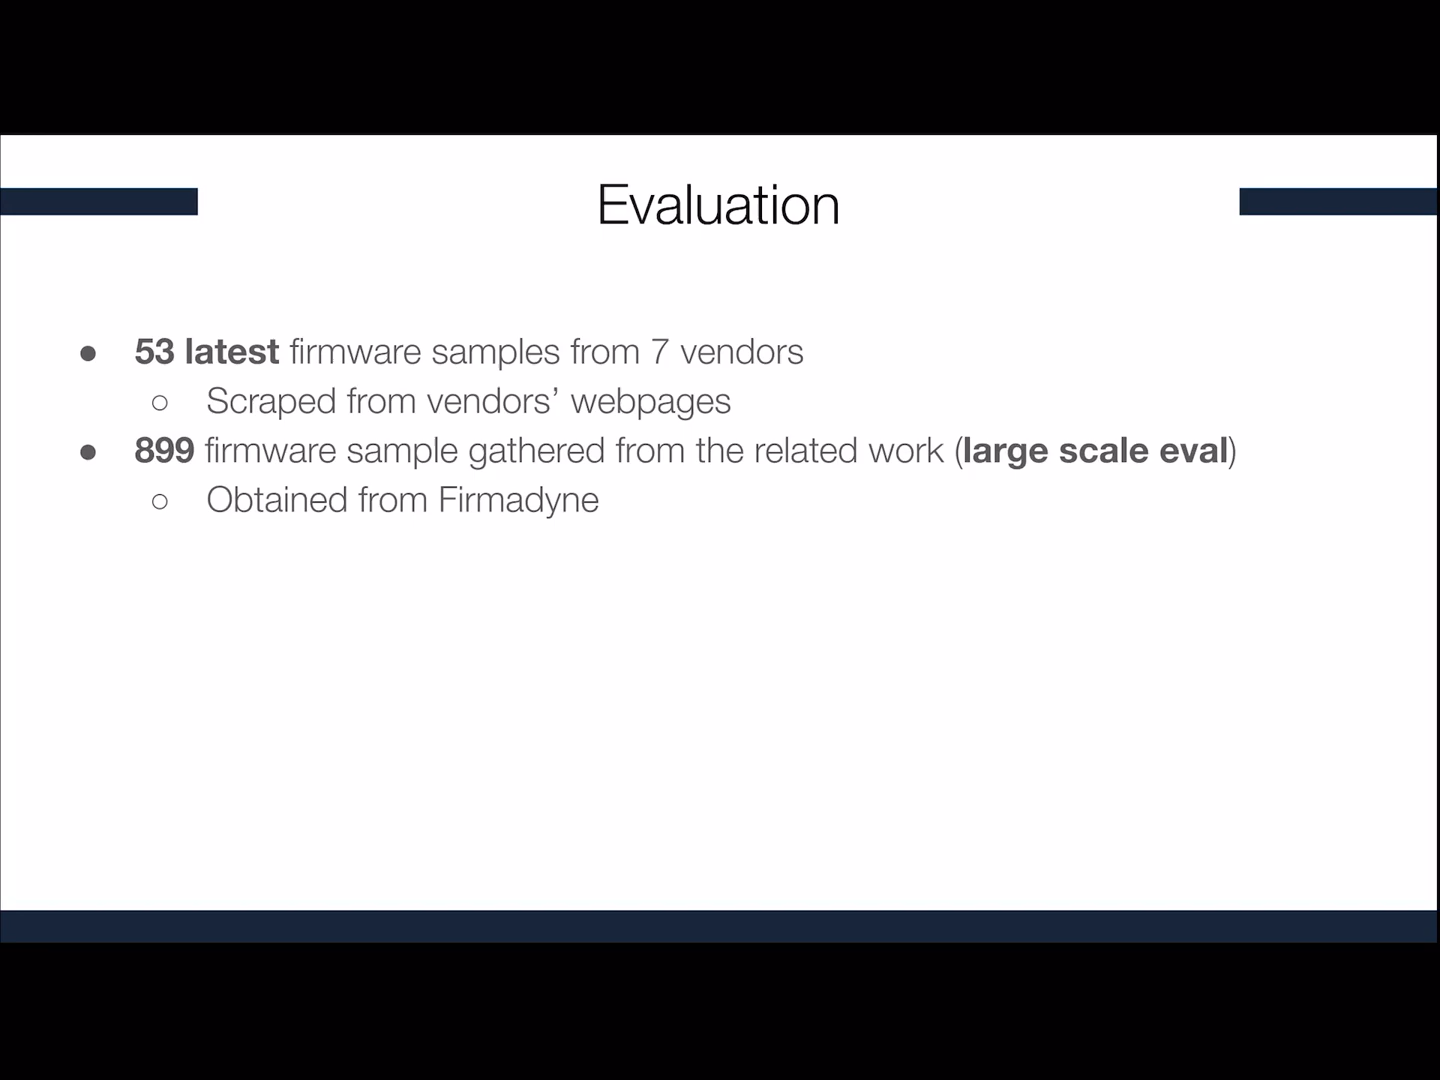 Evaluation
● 53 latest firmware samples from 7 vendors
○ Scraped from vendors’ webpages
● 899 firmware sample gathered from the related work (large scale eval)
○ Obtained from Firmadyne